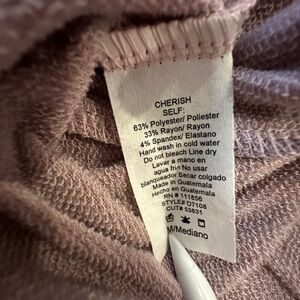 CHERISH
SELF:
63% Polyester/ Poliester
33% Rayon/ Rayon
4% Spandex/ Elastano
Hand wash in cold water
Do not bleach Line dry
Lavar a mano en
agua fria No usar
blanqueador Secar colgado
Made in Guatemala
Hecho en Guatemala
RN # 111856
STYLE# D7108
CUT# 53831
M/Mediano